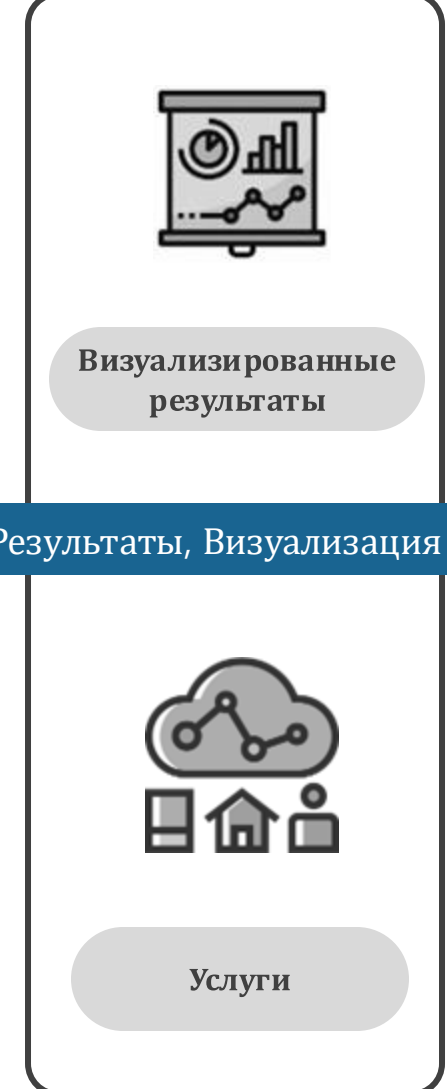 Визуализированные
результаты
Результаты, Визуализация
Услуги